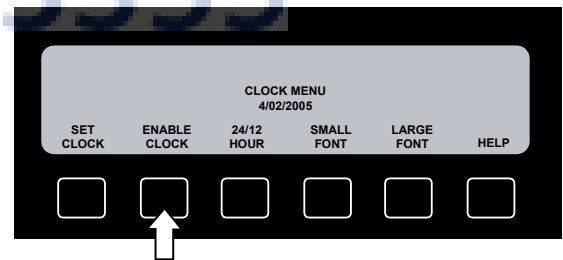 CLOCK MENU
4/02/2005
SET CLOCK
ENABLE CLOCK
24/12 HOUR
SMALL FONT
LARGE FONT
HELP